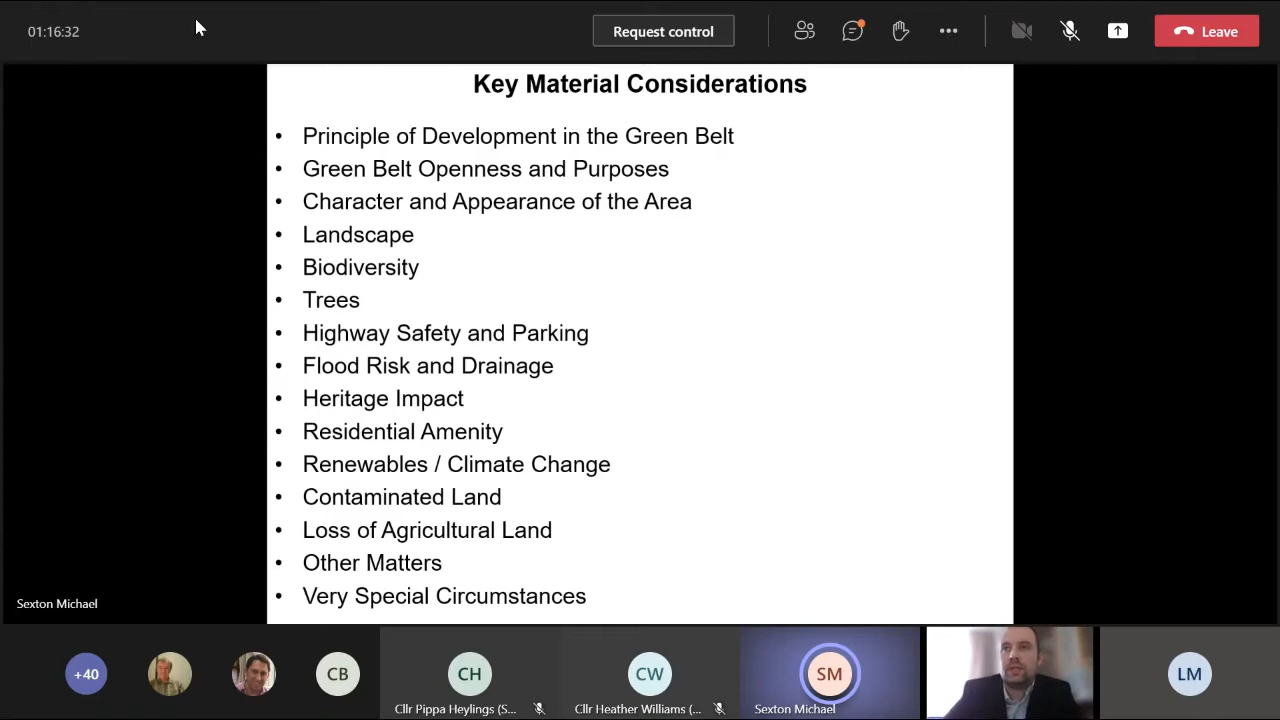 01:16:32
Request control
Leave
Key Material Considerations
• Principle of Development in the Green Belt
• Green Belt Openness and Purposes
• Character and Appearance of the Area
• Landscape
• Biodiversity
• Trees
• Highway Safety and Parking
• Flood Risk and Drainage
• Heritage Impact
• Residential Amenity
• Renewables / Climate Change
• Contaminated Land
• Loss of Agricultural Land
• Other Matters
• Very Special Circumstances
Sexton Michael
+40
CB
CH
CW
SM
LM
Cllr Pippa Heylings (S...
Cllr Heather Williams (...
Sexton Michael